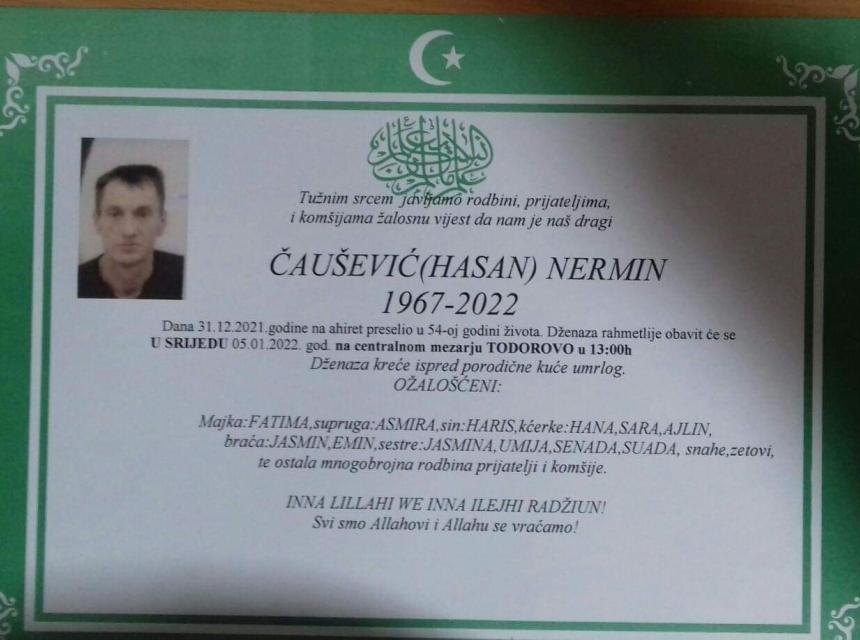 Tužnim srcem javljamo rodbini, prijateljima,
i komšijama žalosnu vijest da nam je naš dragi
ČAUŠEVIĆ(HASAN) NERMIN
1967-2022
Dana 31.12.2021.godine na ahiret preselio u 54-oj godini života. Dženaza rahmetlije obavit će se
U SRIJEDU 05.01.2022. god. na centralnom mezarju TODOROVO u 13:00h
Dženaza kreće ispred porodične kuće umrlog.
OŽALOŠĆENI:
Majka:FATIMA,supruga:ASMIRA,sin:HARIS,kćerke:HANA,SARA,AJLIN,
braća:JASMIN,EMIN,sestre:JASMINA,UMIJA,SENADA,SUADA, snahe,zetovi,
te ostala mnogobrojna rodbina prijatelji i komšije.
INNA LILLAHI WE INNA ILEJHI RADŽIUN!
Svi smo Allahovi i Allahu se vraćamo!